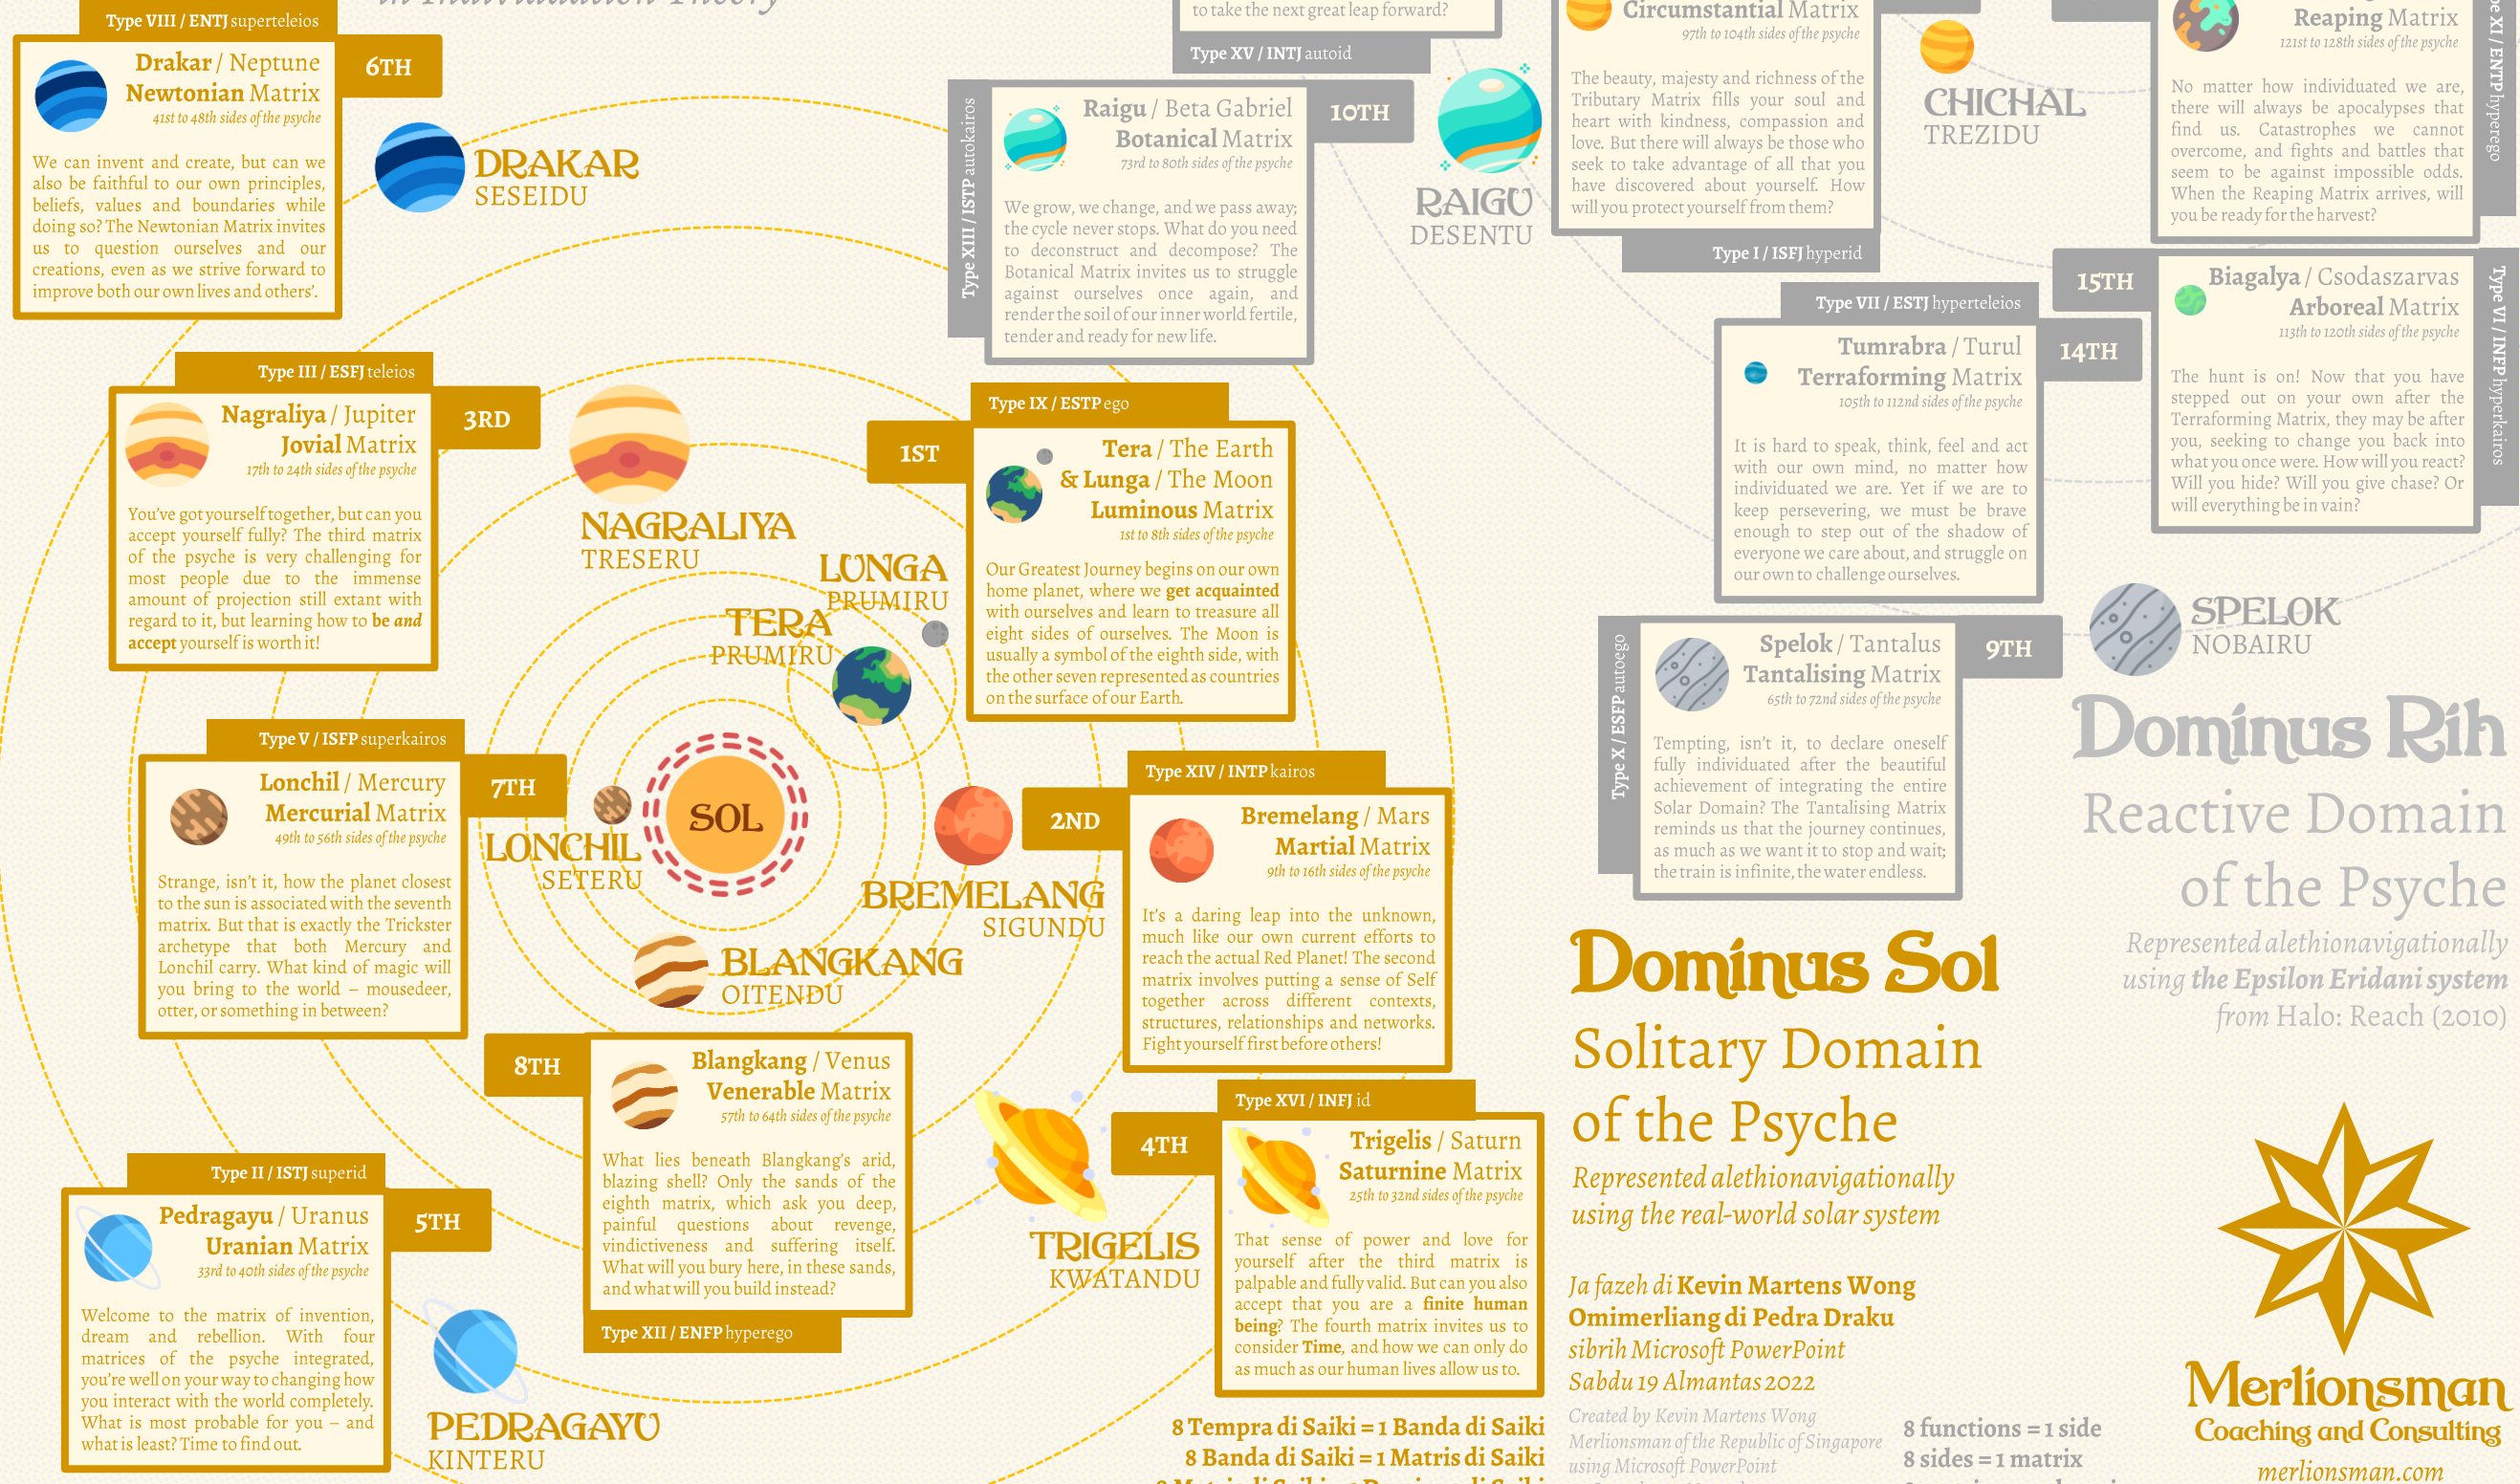 in Individuation Theory
Type VIII / ENTJ superteleios
Drakar / Neptune
Newtonian Matrix
41st to 48th sides of the psyche
6TH
We can invent and create, but can we
also be faithful to our own principles,
beliefs, values and boundaries while
doing so? The Newtonian Matrix invites
us to question ourselves and our
creations, even as we strive forward to
improve both our own lives and others'.
DRAKAR
SESEIDU
to take the next great leap forward?
Type XV / INTJ autoid
Type XIII / ISTP autokairos
Raigu / Beta Gabriel
Botanical Matrix
73rd to 80th sides of the psyche
10TH
We grow, we change, and we pass away;
the cycle never stops. What do you need
to deconstruct and decompose? The
Botanical Matrix invites us to struggle
against ourselves once again, and
render the soil of our inner world fertile,
tender and ready for new life.
RAIGU
DESENTU
Circumstantial Matrix
97th to 104th sides of the psyche
The beauty, majesty and richness of the
Tributary Matrix fills your soul and
heart with kindness, compassion and
love. But there will always be those who
seek to take advantage of all that you
have discovered about yourself. How
will you protect yourself from them?
Type I / ISFJ hyperid
CHICHAL
TREZIDU
Reaping Matrix
121st to 128th sides of the psyche
No matter how individuated we are,
there will always be apocalypses that
find us. Catastrophes we cannot
overcome, and fights and battles that
seem to be against impossible odds.
When the Reaping Matrix arrives, will
you be ready for the harvest?
XI / ENTP hyperego
Type III / ESFJ teleios
Nagraliya / Jupiter
Jovial Matrix
17th to 24th sides of the psyche
3RD
You've got yourself together, but can you
accept yourself fully? The third matrix
of the psyche is very challenging for
most people due to the immense
amount of projection still extant with
regard to it, but learning how to be and
accept yourself is worth it!
NAGRALIYA
TRESERU
Type IX / ESTP ego
1ST
Tera / The Earth
& Lunga / The Moon
Luminous Matrix
1st to 8th sides of the psyche
Our Greatest Journey begins on our own
home planet, where we get acquainted
with ourselves and learn to treasure all
eight sides of ourselves. The Moon is
usually a symbol of the eighth side, with
the other seven represented as countries
on the surface of our Earth.
LUNGA
PRUMIRU
TERA
PRUMIRU
Type VII / ESTJ hyperteleios
Tumrabra / Turul
Terraforming Matrix
105th to 112nd sides of the psyche
14TH
It is hard to speak, think, feel and act
with our own mind, no matter how
individuated we are. Yet if we are to
keep persevering, we must be brave
enough to step out of the shadow of
everyone we care about, and struggle on
our own to challenge ourselves.
15TH
Biagalya / Csodaszarvas
Arboreal Matrix
113th to 120th sides of the psyche
The hunt is on! Now that you have
stepped out on your own after the
Terraforming Matrix, they may be after
you, seeking to change you back into
what you once were. How will you react?
Will you hide? Will you give chase? Or
will everything be in vain?
Type VI / INFP hyperkairos
Type X / ESFP autoego
Spelok / Tantalus
Tantalising Matrix
65th to 72nd sides of the psyche
9TH
Tempting, isn't it, to declare oneself
fully individuated after the beautiful
achievement of integrating the entire
Solar Domain? The Tantalising Matrix
reminds us that the journey continues,
as much as we want it to stop and wait;
the train is infinite, the water endless.
SPELOK
NOBAIRU
Dominus Rih
Reactive Domain
of the Psyche
Represented alethionavigationally
using the Epsilon Eridani system
from Halo: Reach (2010)
Type V / ISFP superkairos
Lonchil / Mercury
Mercurial Matrix
49th to 56th sides of the psyche
7TH
Strange, isn't it, how the planet closest
to the sun is associated with the seventh
matrix. But that is exactly the Trickster
archetype that both Mercury and
Lonchil carry. What kind of magic will
you bring to the world – mousedeer,
otter, or something in between?
LONCHIL
SETERU
SOL
BREMELANG
SIGUNDU
BLANGKANG
OITENDU
Type XIV / INTP kairos
2ND
Bremelang / Mars
Martial Matrix
9th to 16th sides of the psyche
It's a daring leap into the unknown,
much like our own current efforts to
reach the actual Red Planet! The second
matrix involves putting a sense of Self
together across different contexts,
structures, relationships and networks.
Fight yourself first before others!
8TH
Blangkang / Venus
Venerable Matrix
57th to 64th sides of the psyche
What lies beneath Blangkang's arid,
blazing shell? Only the sands of the
eighth matrix, which ask you deep,
painful questions about revenge,
vindictiveness and suffering itself.
What will you bury here, in these sands,
and what will you build instead?
Type XII / ENFP hyperego
Type II / ISTJ superid
Pedragayu / Uranus
Uranian Matrix
33rd to 40th sides of the psyche
5TH
Welcome to the matrix of invention,
dream and rebellion. With four
matrices of the psyche integrated,
you're well on your way to changing how
you interact with the world completely.
What is most probable for you – and
what is least? Time to find out.
PEDRAGAYU
KINTERU
TRIGELIS
KWATANDU
Type XVI / INFJ id
4TH
Trigelis / Saturn
Saturnine Matrix
25th to 32nd sides of the psyche
That sense of power and love for
yourself after the third matrix is
palpable and fully valid. But can you also
accept that you are a finite human
being? The fourth matrix invites us to
consider Time, and how we can only do
as much as our human lives allow us to.
Dominus Sol
Solitary Domain
of the Psyche
Represented alethionavigationally
using the real-world solar system
Ja fazeh di Kevin Martens Wong
Omimerliang di Pedra Draku
sibrih Microsoft PowerPoint
Sabdu 19 Almantas 2022
Created by Kevin Martens Wong
Merlionsman of the Republic of Singapore
using Microsoft PowerPoint
8 Tempra di Saiki = 1 Banda di Saiki
8 Banda di Saiki = 1 Matris di Saiki
8 functions = 1 side
8 sides = 1 matrix
Merlionsman
Coaching and Consulting
merlionsman.com